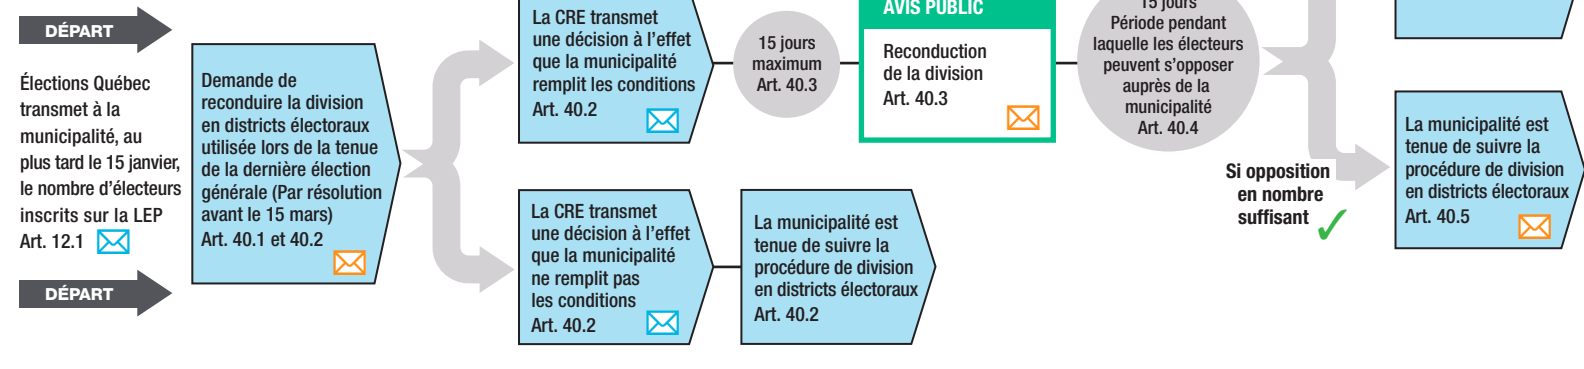 DÉPART
Élections Québec
transmet à la
municipalité, au
plus tard le 15 janvier,
le nombre d'électeurs
inscrits sur la LEP
Art. 12.1
DÉPART
Demande de
reconduire la division
en districts électoraux
utilisée lors de la tenue
de la dernière élection
générale (Par résolution
avant le 15 mars)
Art. 40.1 et 40.2
La CRE transmet
une décision à l'effet
que la municipalité
remplit les conditions
Art. 40.2
15 jours
maximum
Art. 40.3
AVIS PUBLIC
Reconduction
de la division
Art. 40.3
15 jours
Période pendant
laquelle les électeurs
peuvent s'opposer
auprès de la
municipalité
Art. 40.4
Si opposition
en nombre
suffisant
La municipalité est
tenue de suivre la
procédure de division
en districts électoraux
Art. 40.5
La CRE transmet
une décision à l'effet
que la municipalité
ne remplit pas
les conditions
Art. 40.2
La municipalité est
tenue de suivre la
procédure de division
en districts électoraux
Art. 40.2